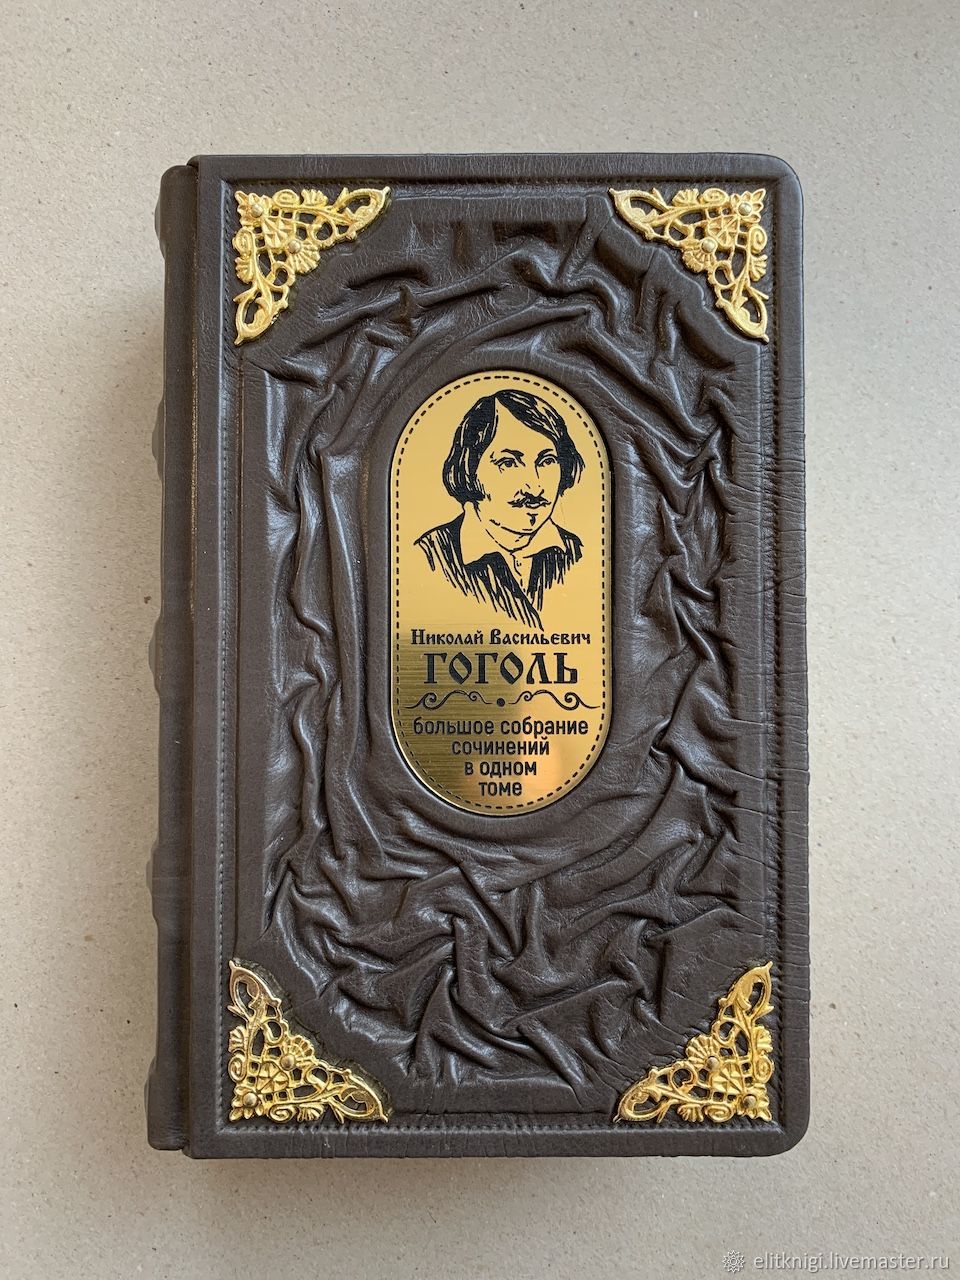 Николай Васильевич
ГОГОЛЬ
большое собрание
сочинений
в одном
томе
elitknigi.livemaster.ru